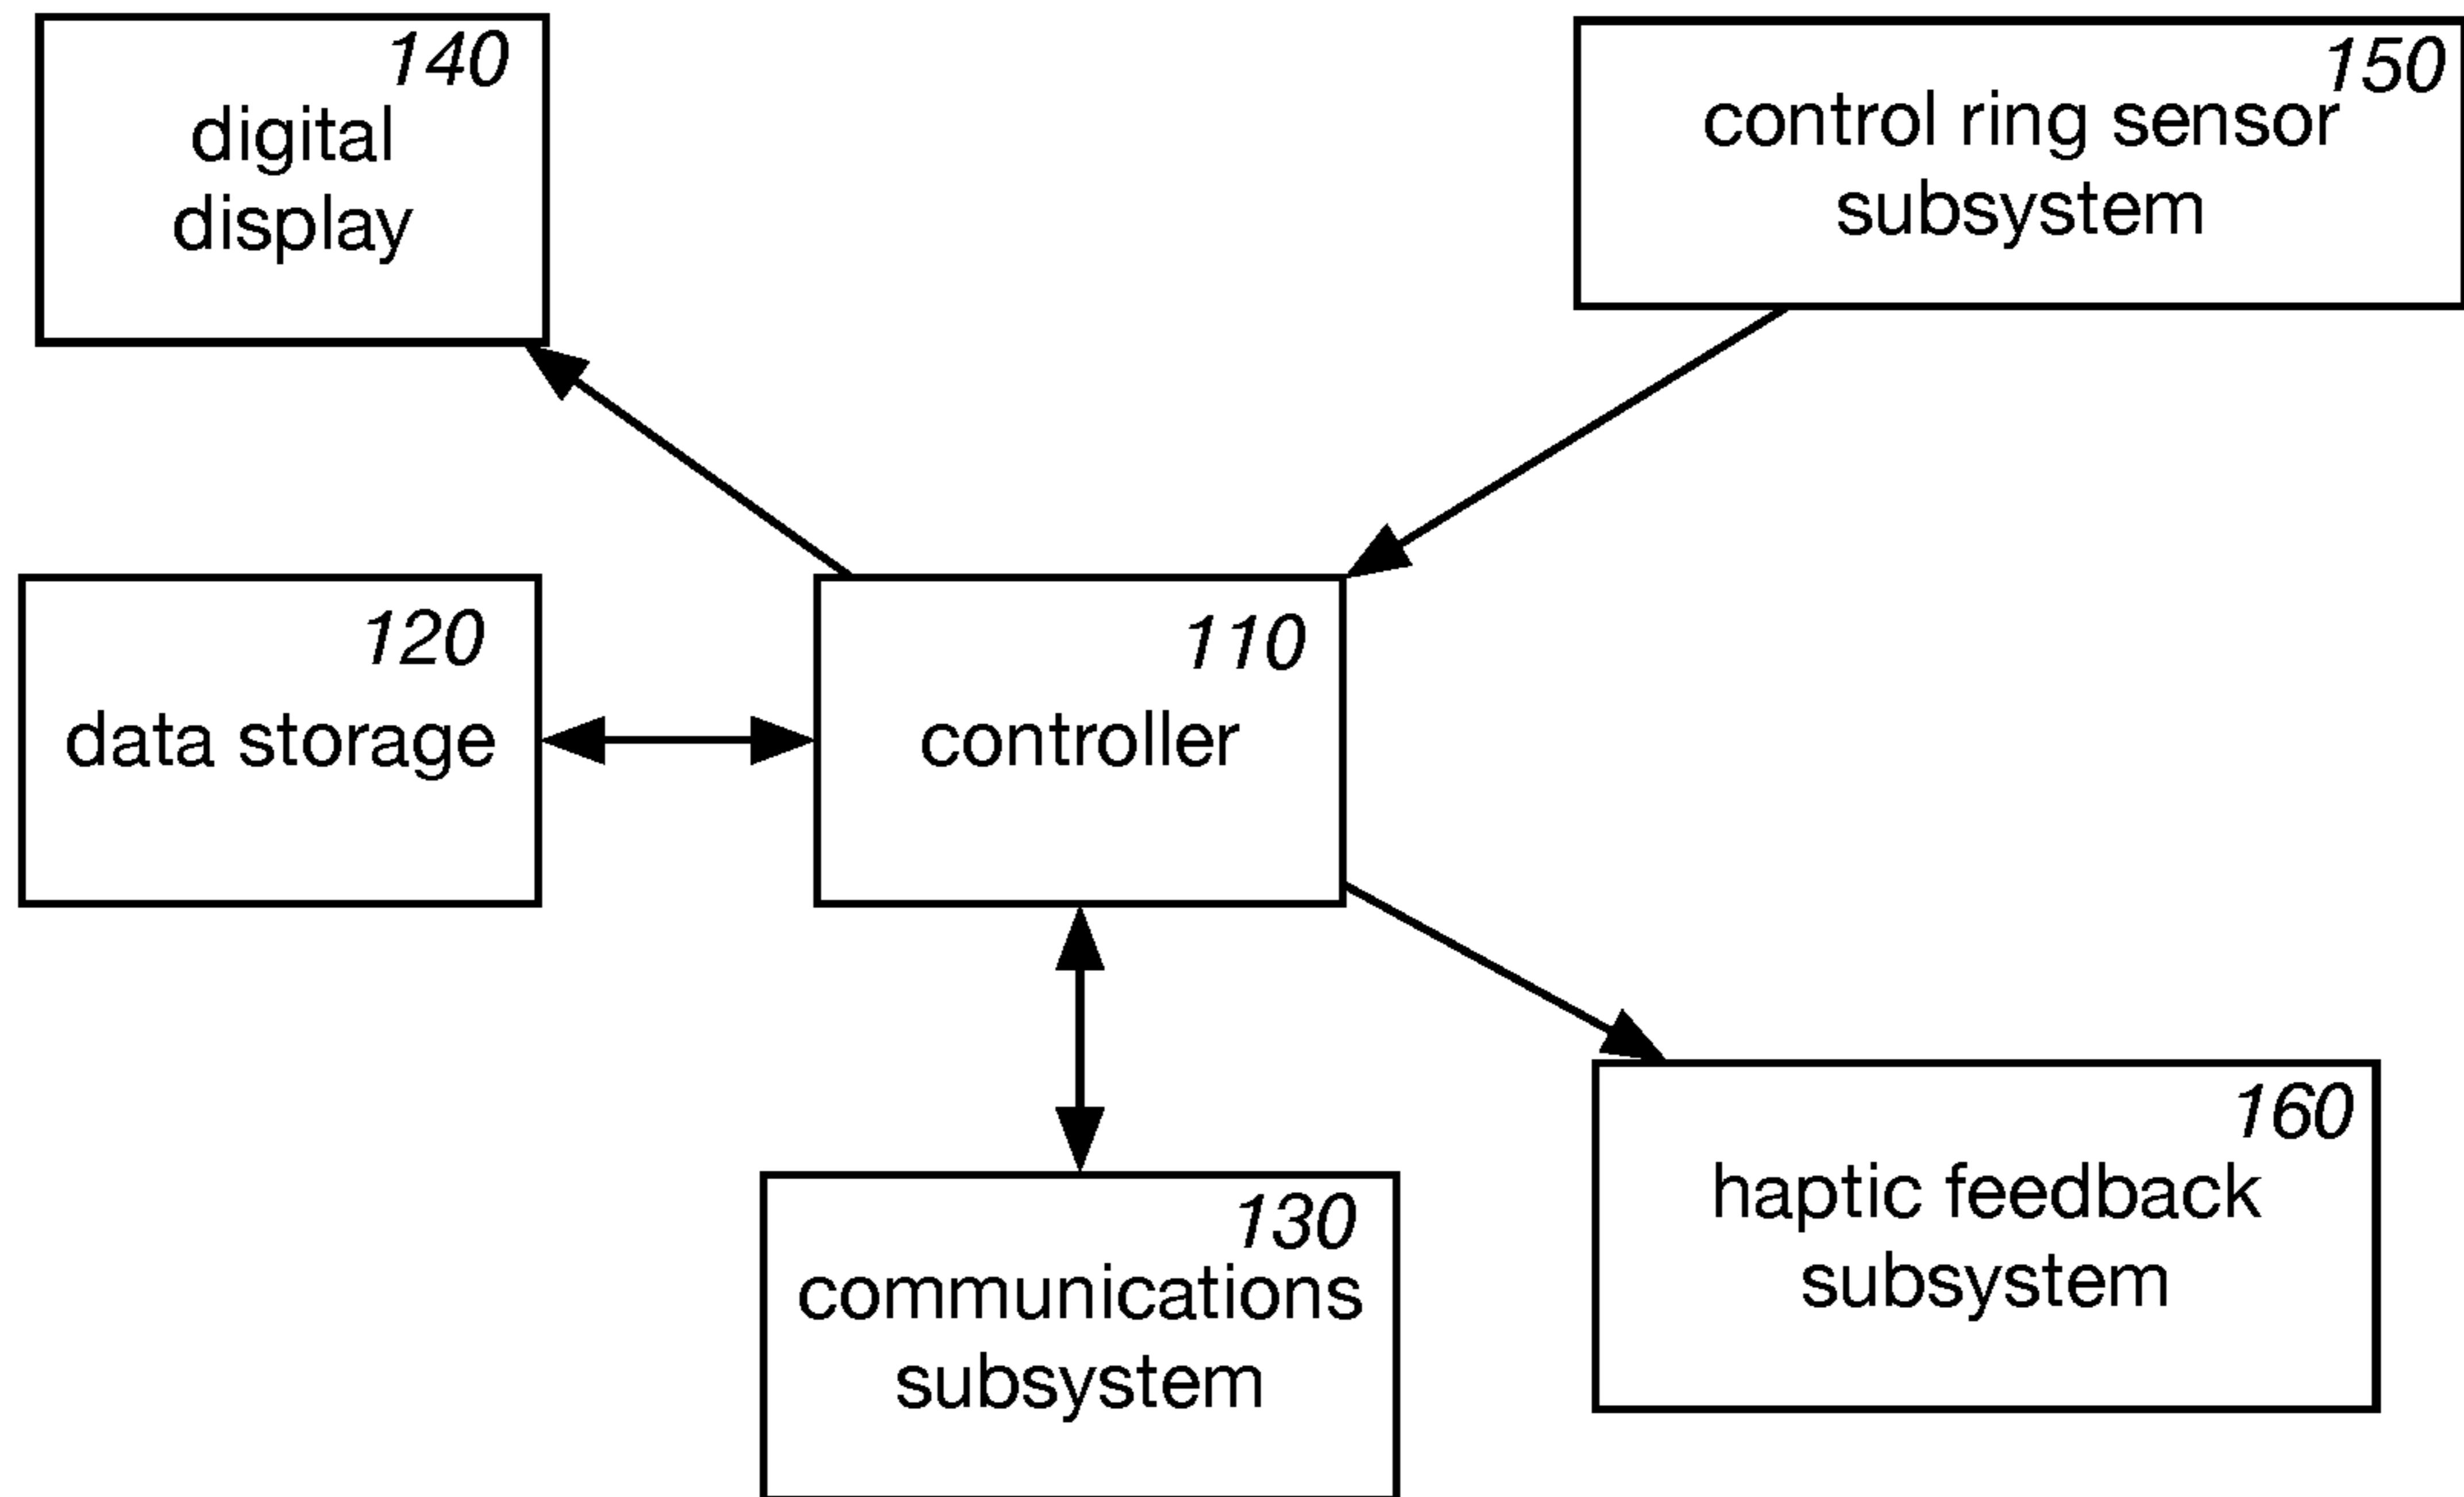 140
digital
display
150
control ring sensor
subsystem
120
data storage
110
controller
130
communications
subsystem
160
haptic feedback
subsystem